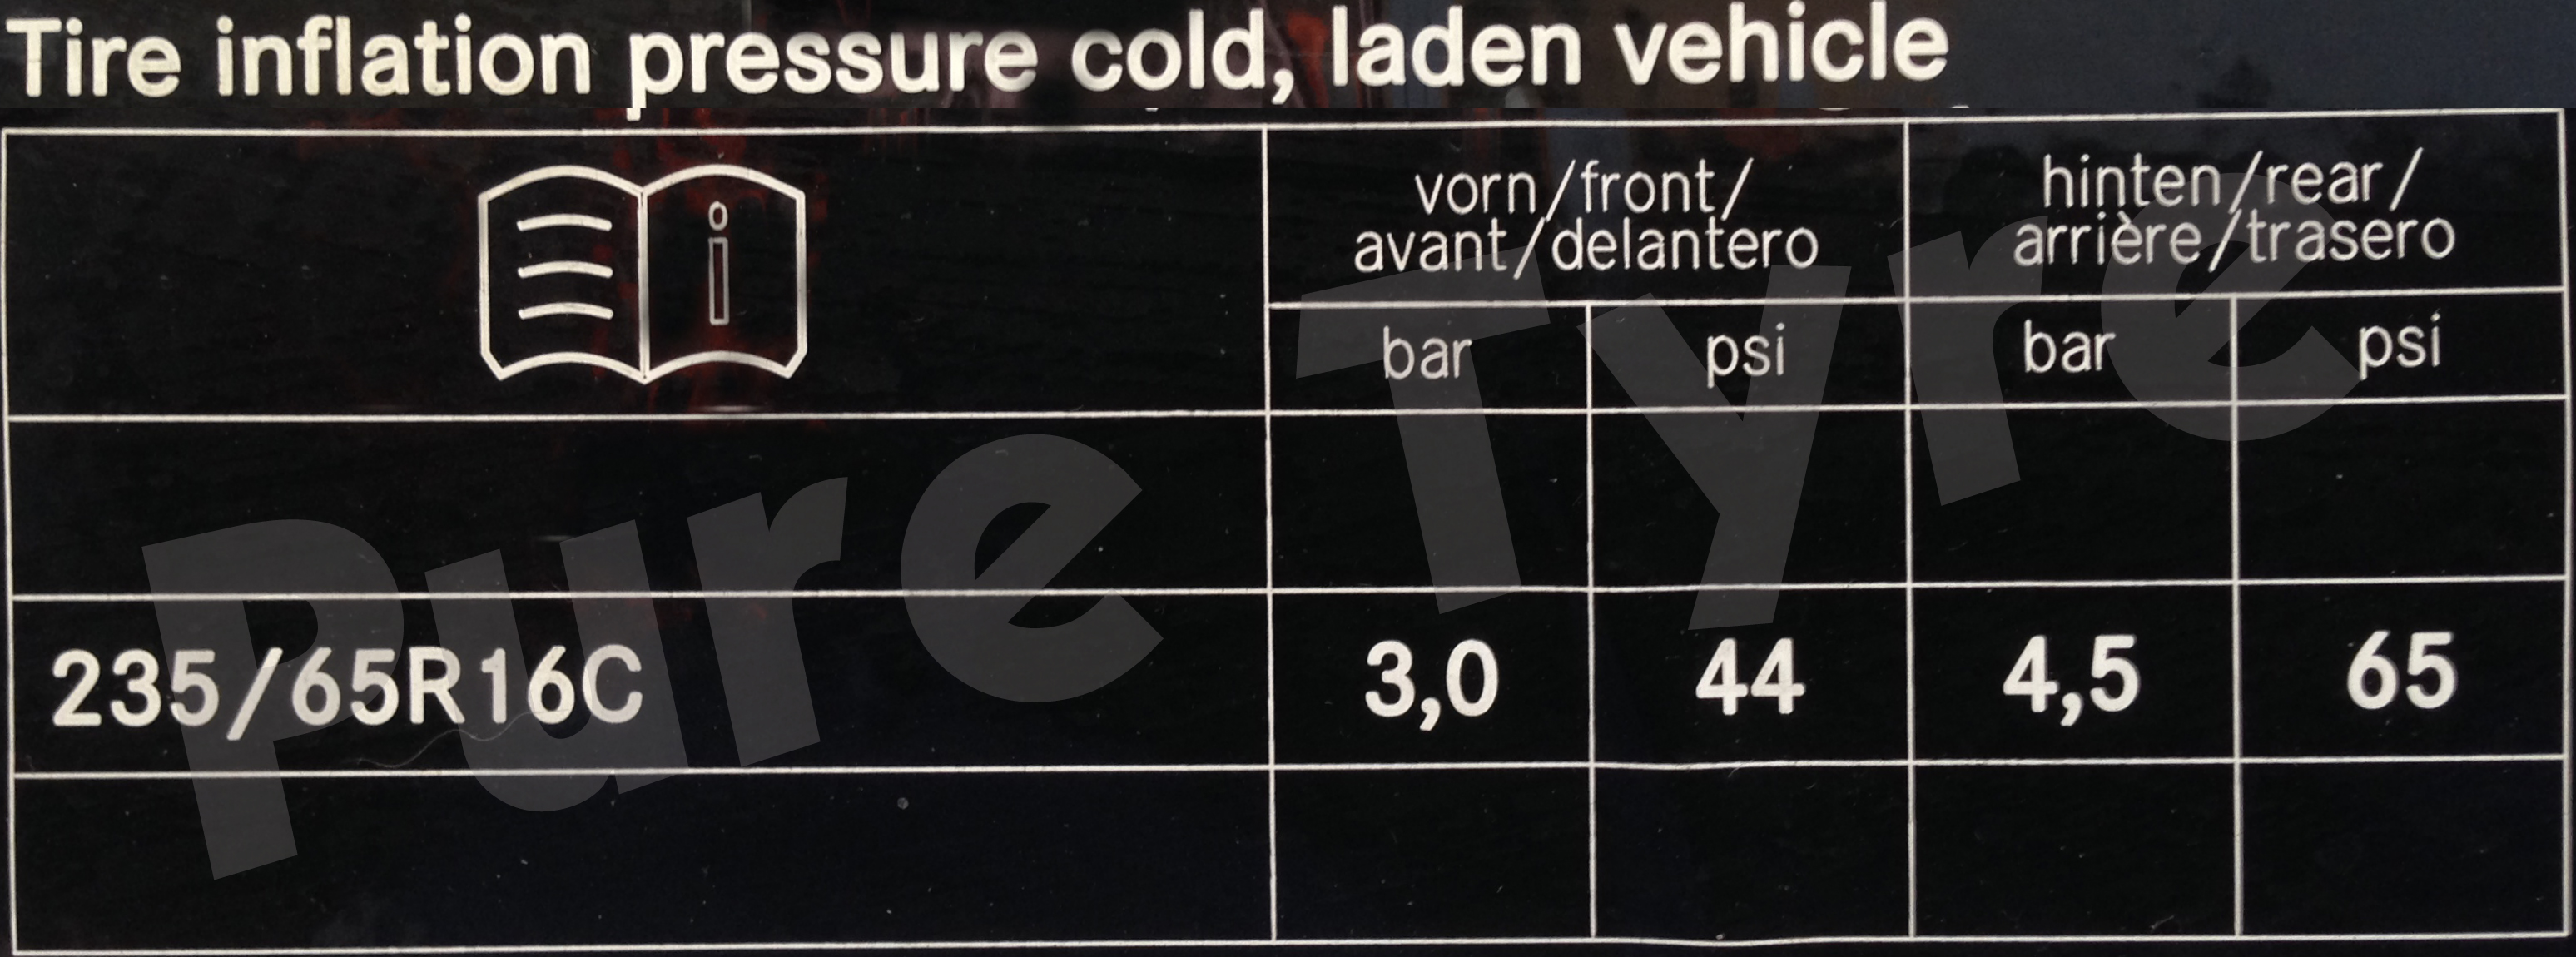 Tire inflation pressure cold, laden vehicle
i
vorn/front/
avant/delantero
hinten/rear/
arrière/trasero
bar psi bar psi
235/65R16C 3,0 44 4,5 65
Pure Tyre